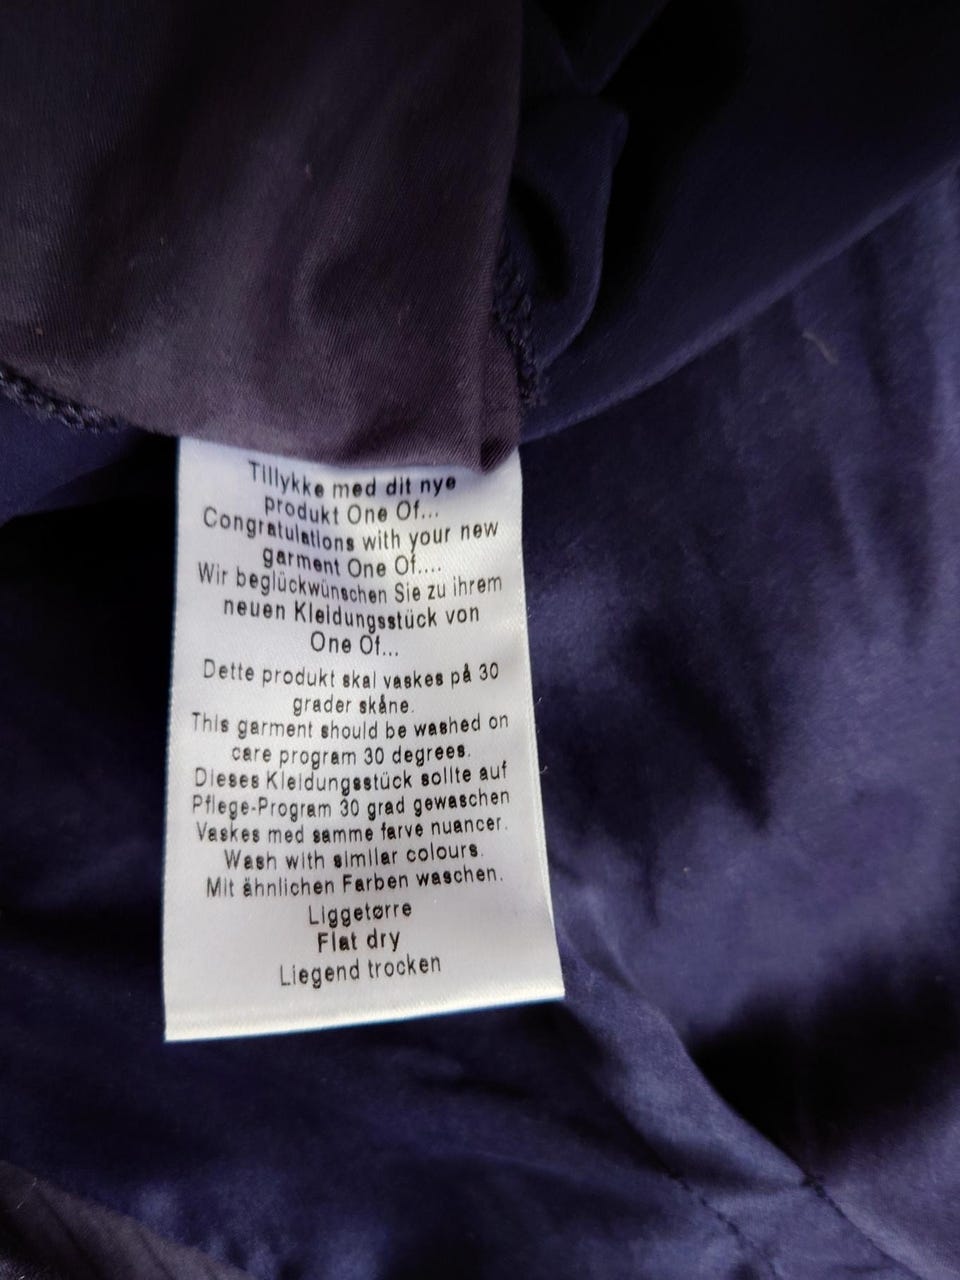 Tillykke med dit nye
produkt One Of...
Congratulations with your new
garment One Of....
Wir beglückwünschen Sie zu ihrem
neuen Kleidungsstück von
One Of...
Dette produkt skal vaskes på 30
grader skåne.
This garment should be washed on
care program 30 degrees.
Dieses Kleidungsstück sollte auf
Pflege-Program 30 grad gewaschen
Vaskes med samme farve nuancer.
Wash with similar colours.
Mit ähnlichen Farben waschen.
Liggetørre
Flat dry
Liegend trocken